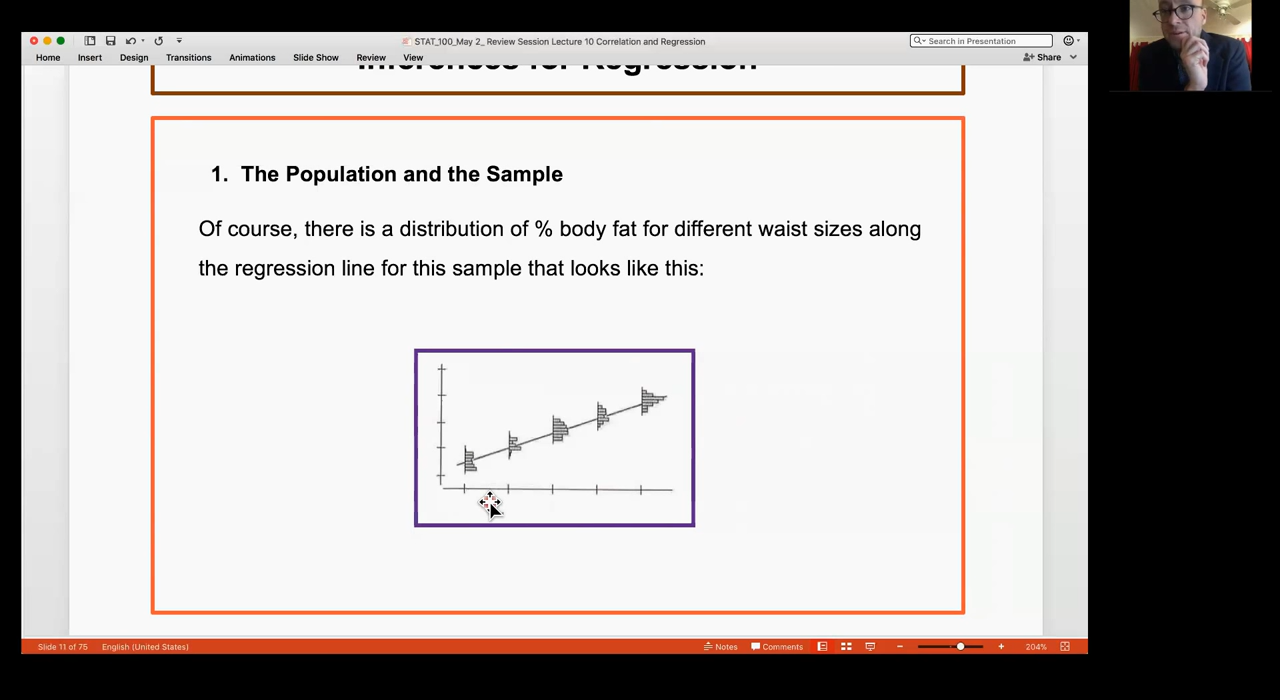 STAT_100_May 2_ Review Session Lecture 10 Correlation and Regression
Search in Presentation
Home Insert Design Transitions Animations Slide Show Review View Share
Inferences for Regression
1. The Population and the Sample
Of course, there is a distribution of % body fat for different waist sizes along
the regression line for this sample that looks like this:
Slide 11 of 75 English (United States) Notes Comments 204%